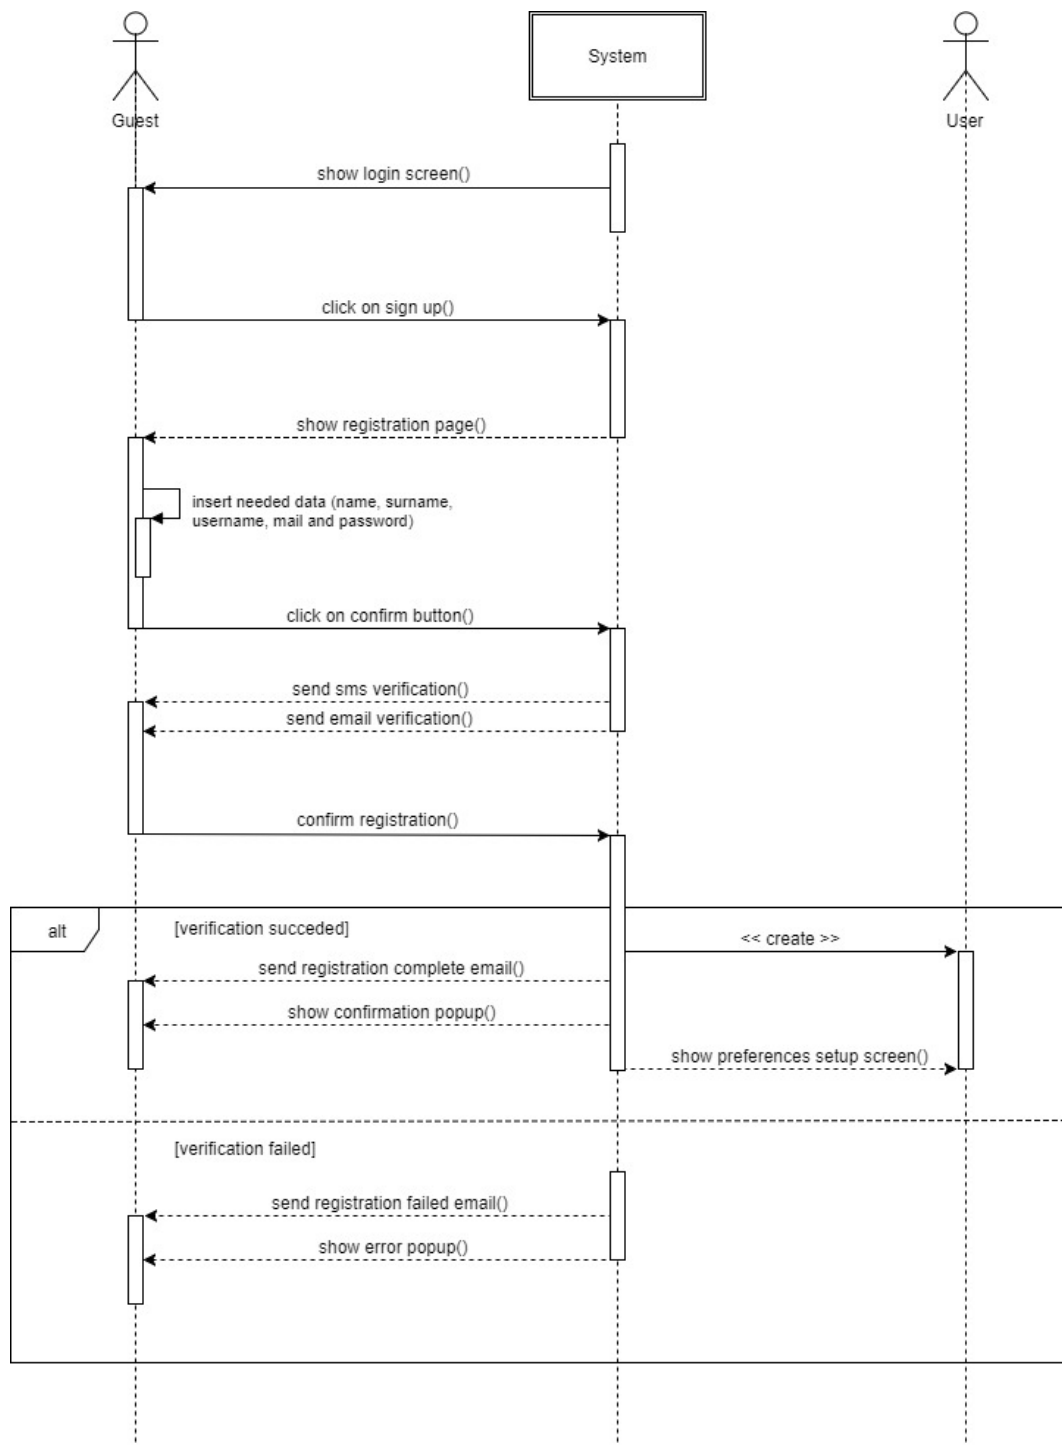 System
Guest
User
show login screen()
click on sign up()
show registration page()
insert needed data (name, surname,
username, mail and password)
click on confirm button()
send sms verification()
send email verification()
confirm registration()
alt
[verification succeded]
<< create >>
send registration complete email()
show confirmation popup()
show preferences setup screen()
[verification failed]
send registration failed email()
show error popup()